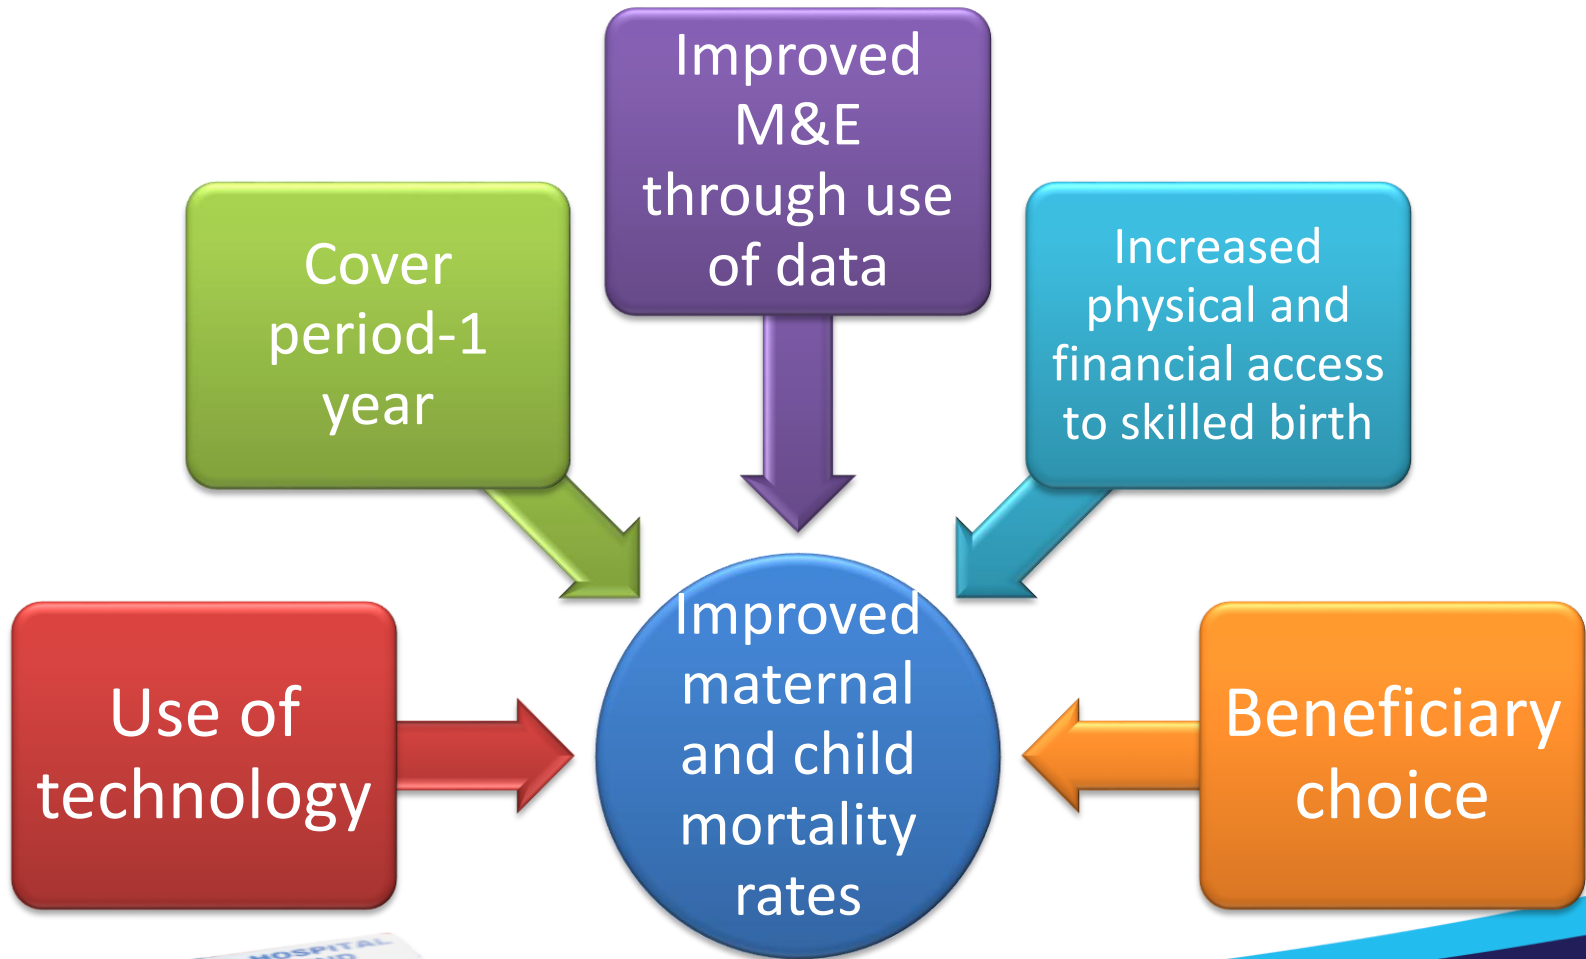 Improved
M&E
through use
of data
Cover
period-1
year
Increased
physical and
financial access
to skilled birth
Use of
technology
Improved
maternal
and child
mortality
rates
Beneficiary
choice
HOSPITAL